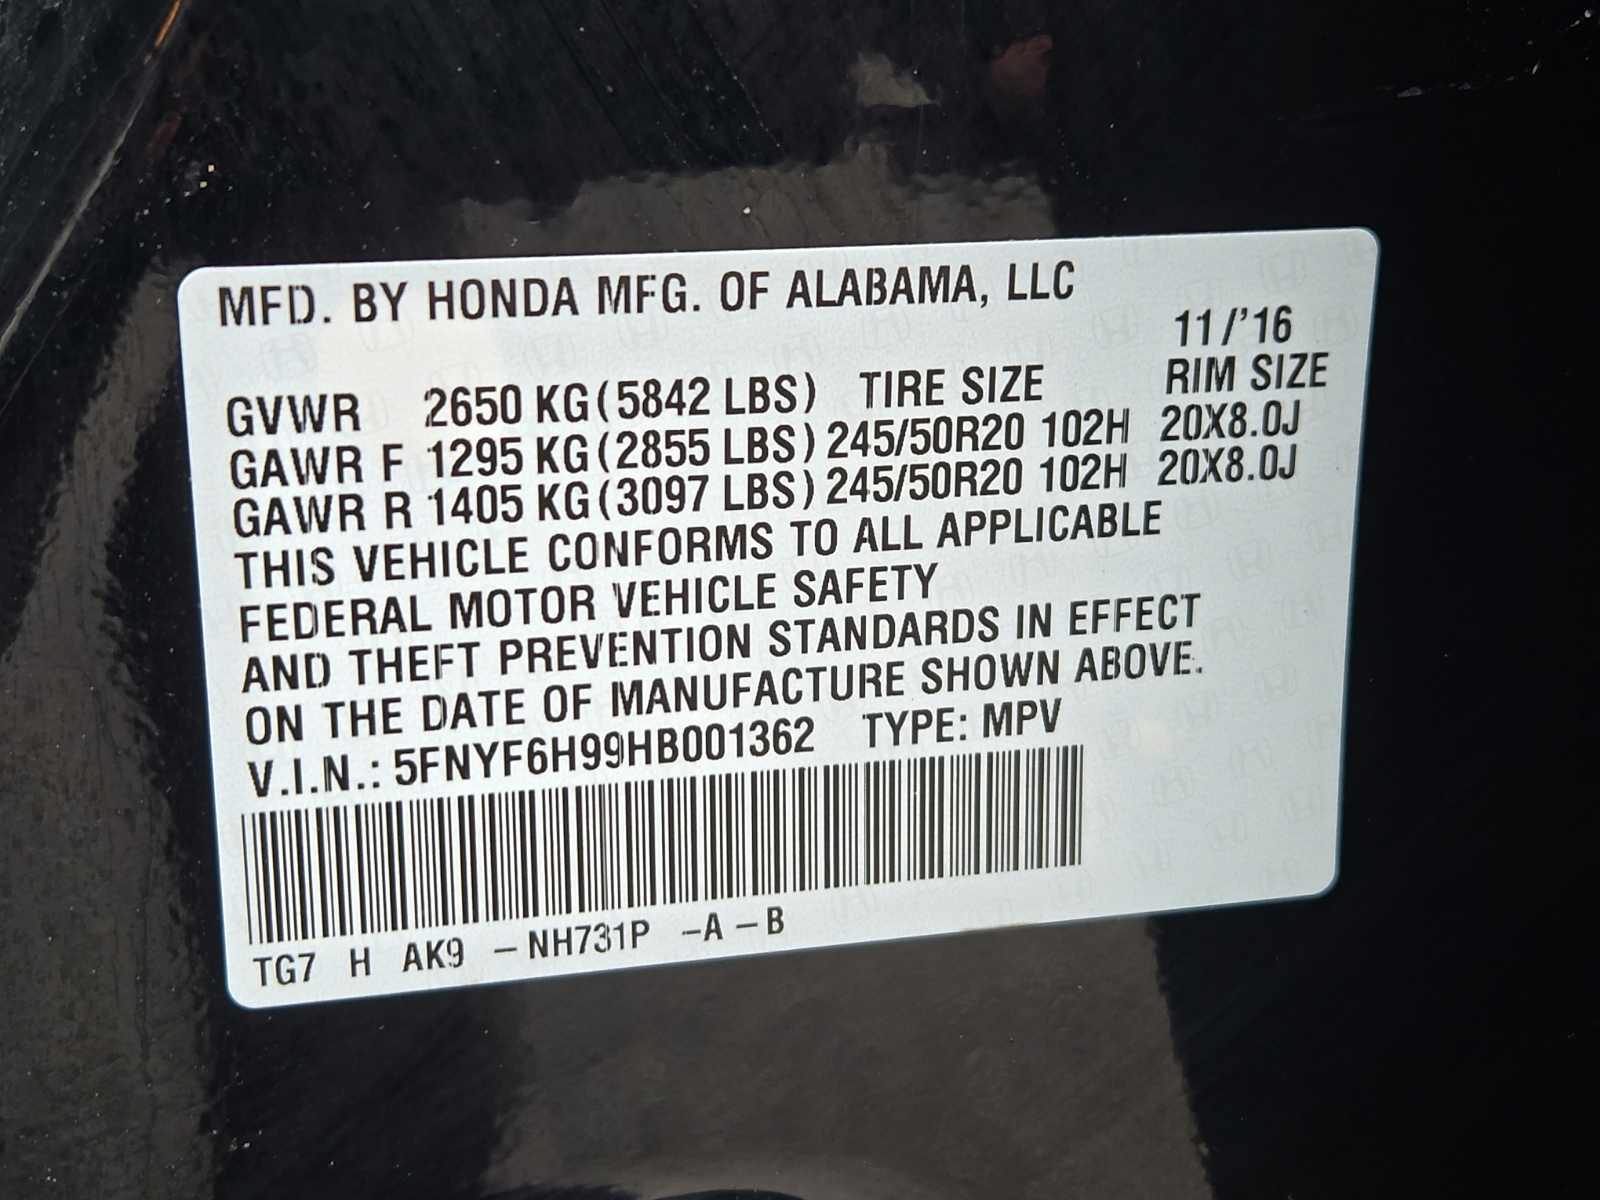 MFD. BY HONDA MFG. OF ALABAMA, LLC
11/'16
GVWR 2650 KG (5842 LBS) TIRE SIZE RIM SIZE
GAWR F 1295 KG (2855 LBS) 245/50R20 102H 20X8.0J
GAWR R 1405 KG (3097 LBS) 245/50R20 102H 20X8.0J
THIS VEHICLE CONFORMS TO ALL APPLICABLE
FEDERAL MOTOR VEHICLE SAFETY
AND THEFT PREVENTION STANDARDS IN EFFECT
ON THE DATE OF MANUFACTURE SHOWN ABOVE.
V.I.N.: 5FNYF6H99HB001362 TYPE: MPV
TG7 H AK9 –NH731P –A –B